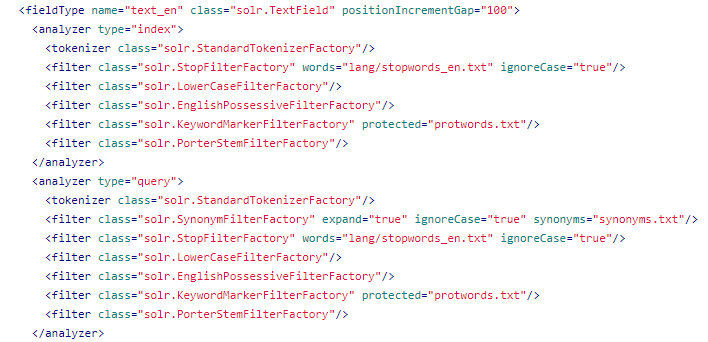 <fieldType name="text_en" class="solr.TextField" positionIncrementGap="100">
<analyzer type="index">
<tokenizer class="solr.StandardTokenizerFactory"/>
<filter class="solr.StopFilterFactory" words="lang/stopwords_en.txt" ignoreCase="true"/>
<filter class="solr.LowerCaseFilterFactory"/>
<filter class="solr.EnglishPossessiveFilterFactory"/>
<filter class="solr.KeywordMarkerFilterFactory" protected="protwords.txt"/>
<filter class="solr.PorterStemFilterFactory"/>
</analyzer>
<analyzer type="query">
<tokenizer class="solr.StandardTokenizerFactory"/>
<filter class="solr.SynonymFilterFactory" expand="true" ignoreCase="true" synonyms="synonyms.txt"/>
<filter class="solr.StopFilterFactory" words="lang/stopwords_en.txt" ignoreCase="true"/>
<filter class="solr.LowerCaseFilterFactory"/>
<filter class="solr.EnglishPossessiveFilterFactory"/>
<filter class="solr.KeywordMarkerFilterFactory" protected="protwords.txt"/>
<filter class="solr.PorterStemFilterFactory"/>
</analyzer>